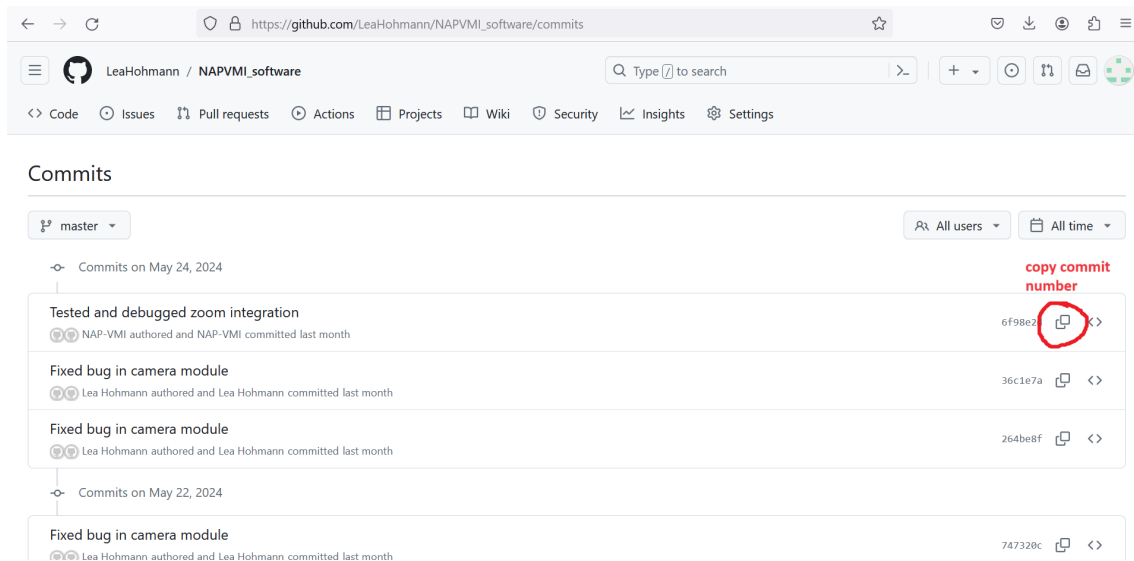 https://github.com/LeaHohmann/NAPVMI_software/commits
LeaHohmann / NAPVMI_software
Type / to search
Code Issues Pull requests Actions Projects Wiki Security Insights Settings
Commits
master All users All time
Commits on May 24, 2024
copy commit
number
Tested and debugged zoom integration
6f98e2
NAP-VMI authored and NAP-VMI committed last month
Fixed bug in camera module
36c1e7a
Lea Hohmann authored and Lea Hohmann committed last month
Fixed bug in camera module
264be8f
Lea Hohmann authored and Lea Hohmann committed last month
Commits on May 22, 2024
Fixed bug in camera module
747320c
Lea Hohmann authored and Lea Hohmann committed last month